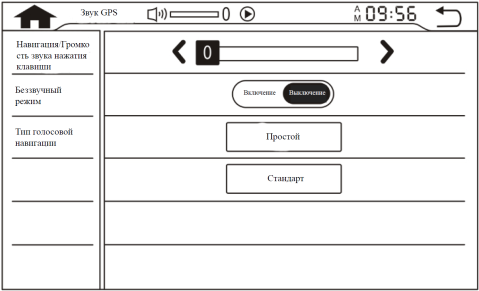 Звук GPS
0
A
M
09:56
Навигация/Громко
сть звука нажатия
клавиши
0
Беззвучный
режим
Включение
Выключение
Тип голосовой
навигации
Простой
Стандарт